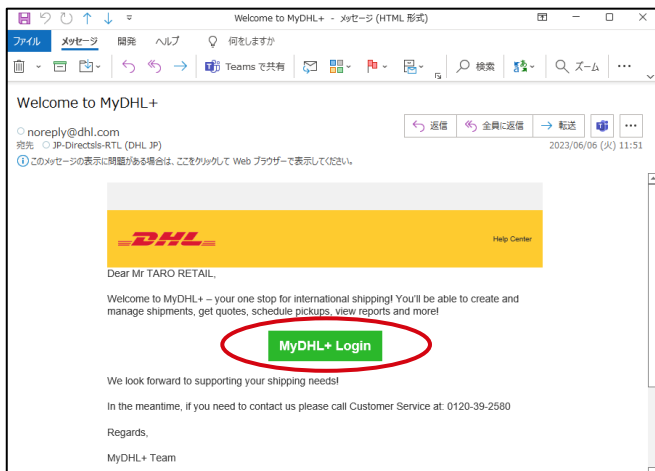 Welcome to MyDHL+ - メッセージ (HTML 形式)
ファイル メッセージ 開発 ヘルプ 何をしますか
Teams で共有 検索 ズーム
Welcome to MyDHL+
返信 全員に返信 転送
noreply@dhl.com
宛先 JP-Directsls-RTL (DHL JP)
2023/06/06 (火) 11:51
このメッセージの表示に問題がある場合は、ここをクリックして Web ブラウザーで表示してください。
DHL
Help Center
Dear Mr TARO RETAIL,
Welcome to MyDHL+ – your one stop for international shipping! You'll be able to create and
manage shipments, get quotes, schedule pickups, view reports and more!
MyDHL+ Login
We look forward to supporting your shipping needs!
In the meantime, if you need to contact us please call Customer Service at: 0120-39-2580
Regards,
MyDHL+ Team